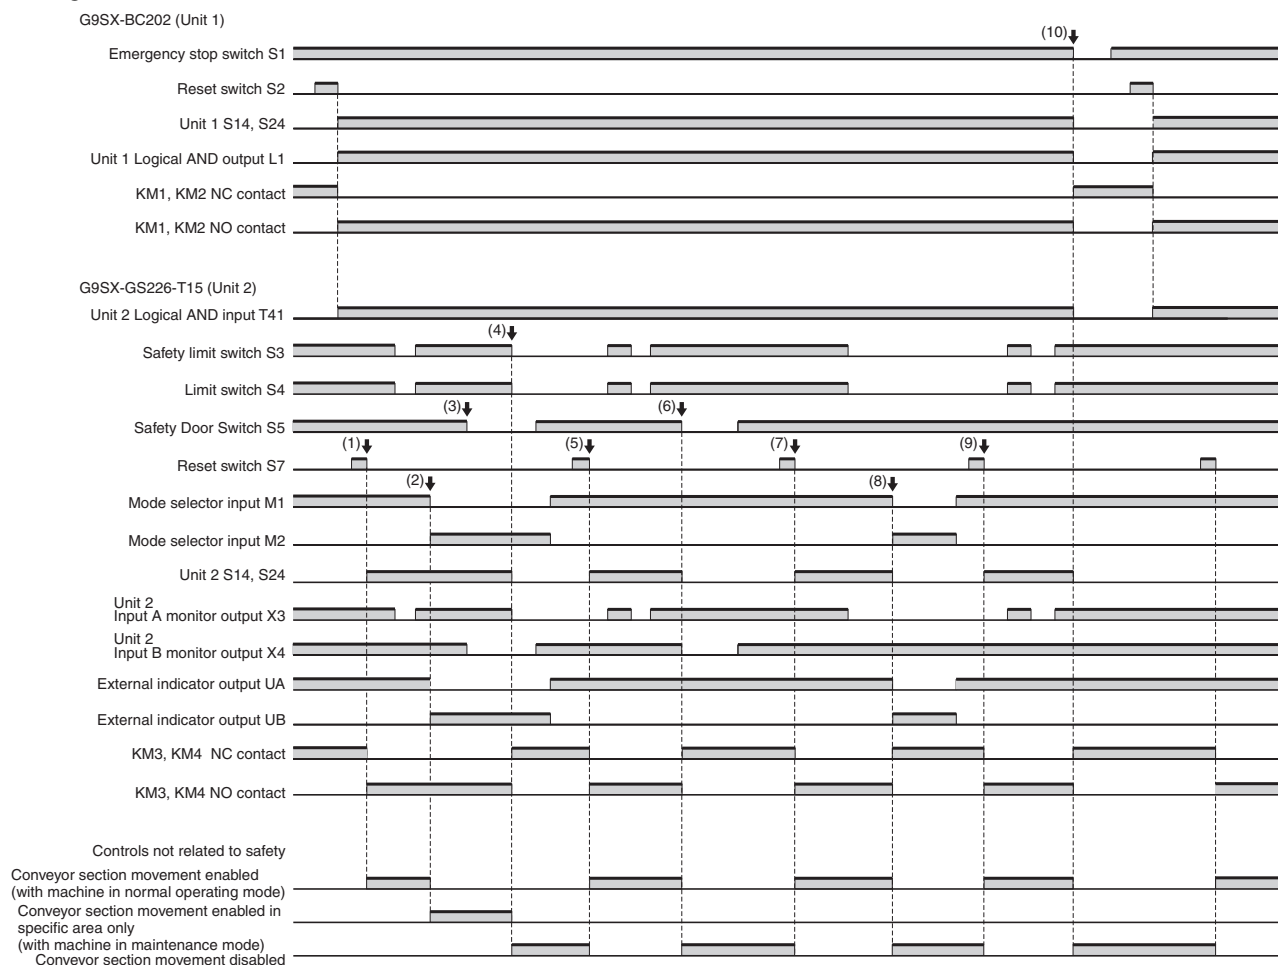 G9SX-BC202 (Unit 1)
(10)
Emergency stop switch S1
Reset switch S2
Unit 1 S14, S24
Unit 1 Logical AND output L1
KM1, KM2 NC contact
KM1, KM2 NO contact
G9SX-GS226-T15 (Unit 2)
Unit 2 Logical AND input T41
(4)
Safety limit switch S3
Limit switch S4
(3)
(6)
Safety Door Switch S5
(1)
(5)
(7)
(9)
Reset switch S7
(2)
(8)
Mode selector input M1
Mode selector input M2
Unit 2 S14, S24
Unit 2
Input A monitor output X3
Unit 2
Input B monitor output X4
External indicator output UA
External indicator output UB
KM3, KM4 NC contact
KM3, KM4 NO contact
Controls not related to safety
Conveyor section movement enabled
(with machine in normal operating mode)
Conveyor section movement enabled in
specific area only
(with machine in maintenance mode)
Conveyor section movement disabled